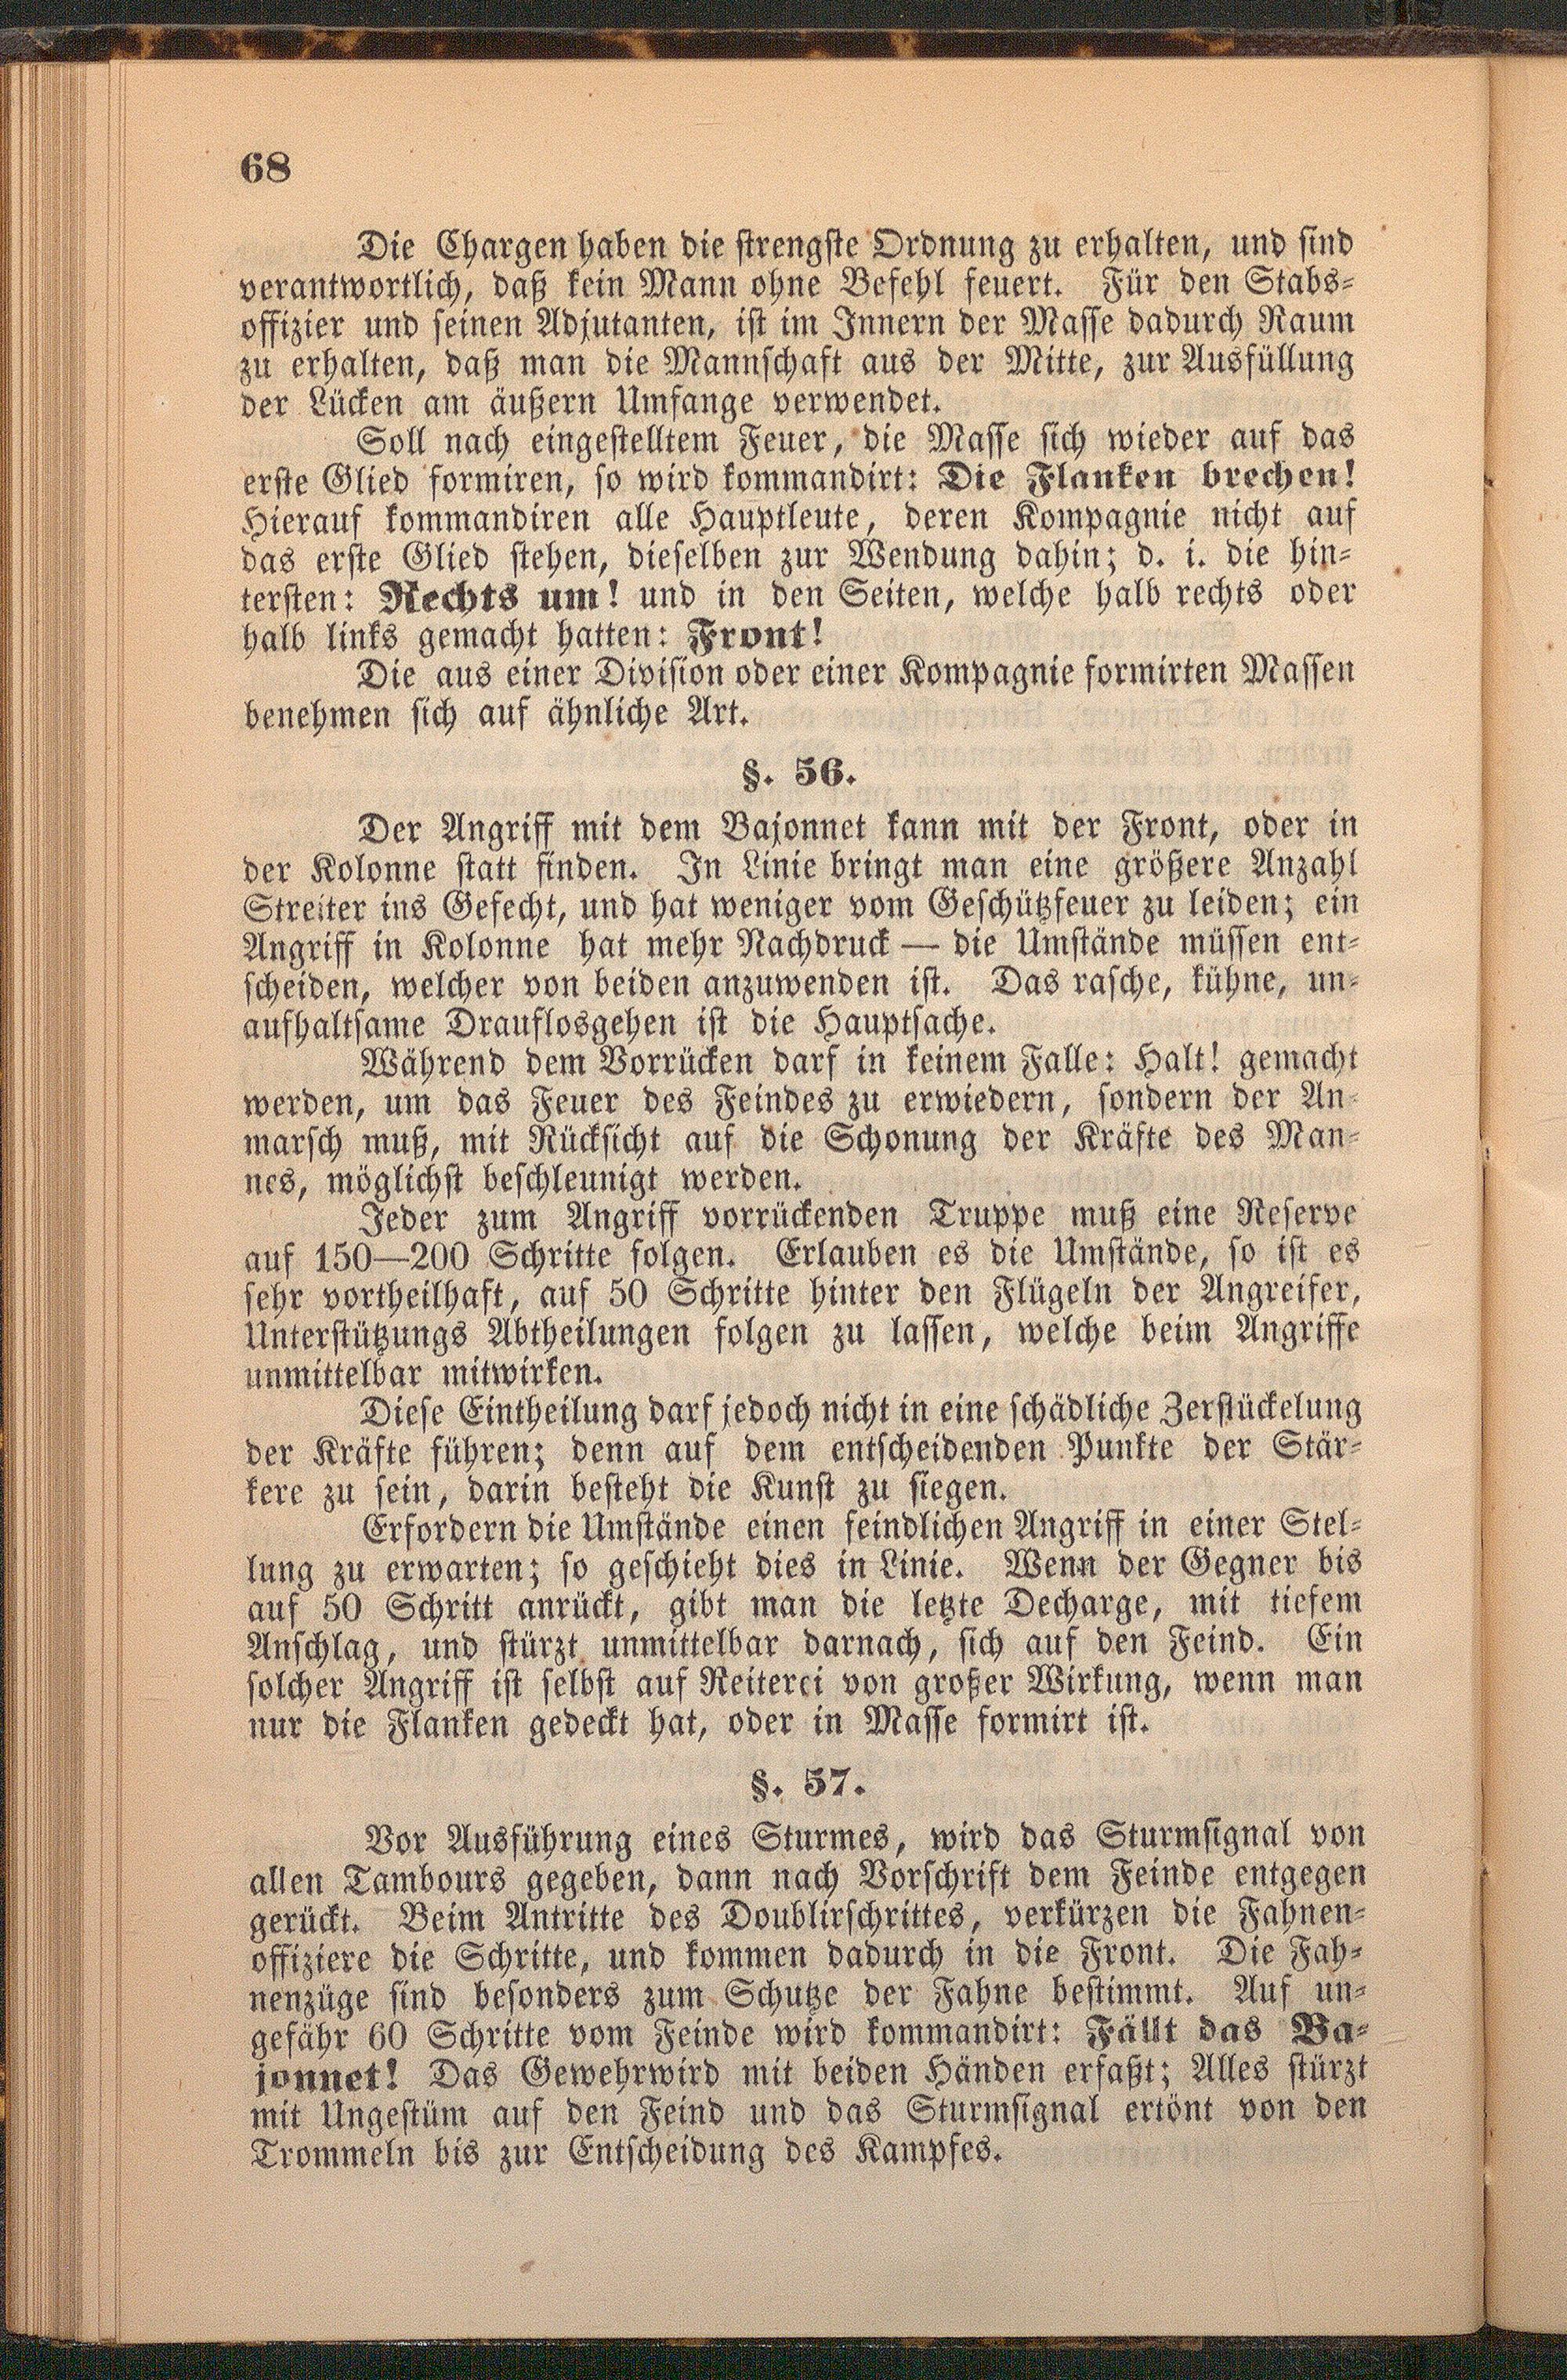 68
Die Chargen haben die strengste Ordnung zu erhalten, und sind
verantwortlich, daß kein Mann ohne Befehl feuert. Für den Stabs-
offizier und seinen Adjutanten, ist im Innern der Masse dadurch Raum
zu erhalten, daß man die Mannschaft aus der Mitte, zur Ausfüllung
der Lücken am äußern Umfange verwendet.
Soll nach eingestelltem Feuer, die Masse sich wieder auf das
erste Glied formiren, so wird kommandirt: Die Flanken brechen!
Hierauf kommandiren alle Hauptleute, deren Kompagnie nicht auf
das erste Glied stehen, dieselben zur Wendung dahin; d. i. die hin-
tersten: Rechts um! und in den Seiten, welche halb rechts oder
halb links gemacht hatten: Front!
Die aus einer Division oder einer Kompagnie formirten Massen
benehmen sich auf ähnliche Art.
§. 56.
Der Angriff mit dem Bajonnet kann mit der Front, oder in
der Kolonne statt finden. In Linie bringt man eine größere Anzahl
Streiter ins Gefecht, und hat weniger vom Geschützfeuer zu leiden; ein
Angriff in Kolonne hat mehr Nachdruck — die Umstände müssen ent-
scheiden, welcher von beiden anzuwenden ist. Das rasche, kühne, un-
aufhaltsame Drauflosgehen ist die Hauptsache.
Während dem Vorrücken darf in keinem Falle: Halt! gemacht
werden, um das Feuer des Feindes zu erwiedern, sondern der An-
marsch muß, mit Rücksicht auf die Schonung der Kräfte des Man-
nes, möglichst beschleunigt werden.
Jeder zum Angriff vorrückenden Truppe muß eine Reserve
auf 150—200 Schritte folgen. Erlauben es die Umstände, so ist es
sehr vortheilhaft, auf 50 Schritte hinter den Flügeln der Angreifer,
Unterstützungs Abtheilungen folgen zu lassen, welche beim Angriffe
unmittelbar mitwirken.
Diese Eintheilung darf jedoch nicht in eine schädliche Zerstückelung
der Kräfte führen; denn auf dem entscheidenden Punkte der Stär-
kere zu sein, darin besteht die Kunst zu siegen.
Erfordern die Umstände einen feindlichen Angriff in einer Stel-
lung zu erwarten; so geschieht dies in Linie. Wenn der Gegner bis
auf 50 Schritt anrückt, gibt man die letzte Decharge, mit tiefem
Anschlag, und stürzt unmittelbar darnach, sich auf den Feind. Ein
solcher Angriff ist selbst auf Reiterei von großer Wirkung, wenn man
nur die Flanken gedeckt hat, oder in Masse formirt ist.
§. 57.
Vor Ausführung eines Sturmes, wird das Sturmsignal von
allen Tambours gegeben, dann nach Vorschrift dem Feinde entgegen
gerückt. Beim Antritte des Doublirschrittes, verkürzen die Fahnen-
offiziere die Schritte, und kommen dadurch in die Front. Die Fah-
nenzüge sind besonders zum Schutze der Fahne bestimmt. Auf un-
gefähr 60 Schritte vom Feinde wird kommandirt: Fällt das Ba-
jonnet! Das Gewehrwird mit beiden Händen erfaßt; Alles stürzt
mit Ungestüm auf den Feind und das Sturmsignal ertönt von den
Trommeln bis zur Entscheidung des Kampfes.